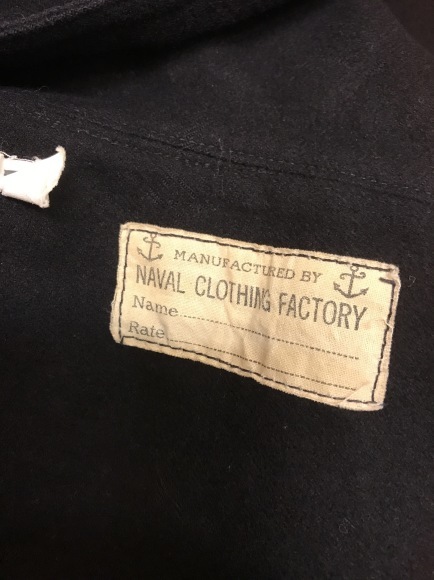 MANUFACTURED BY
NAVAL CLOTHING FACTORY
Name
Rate